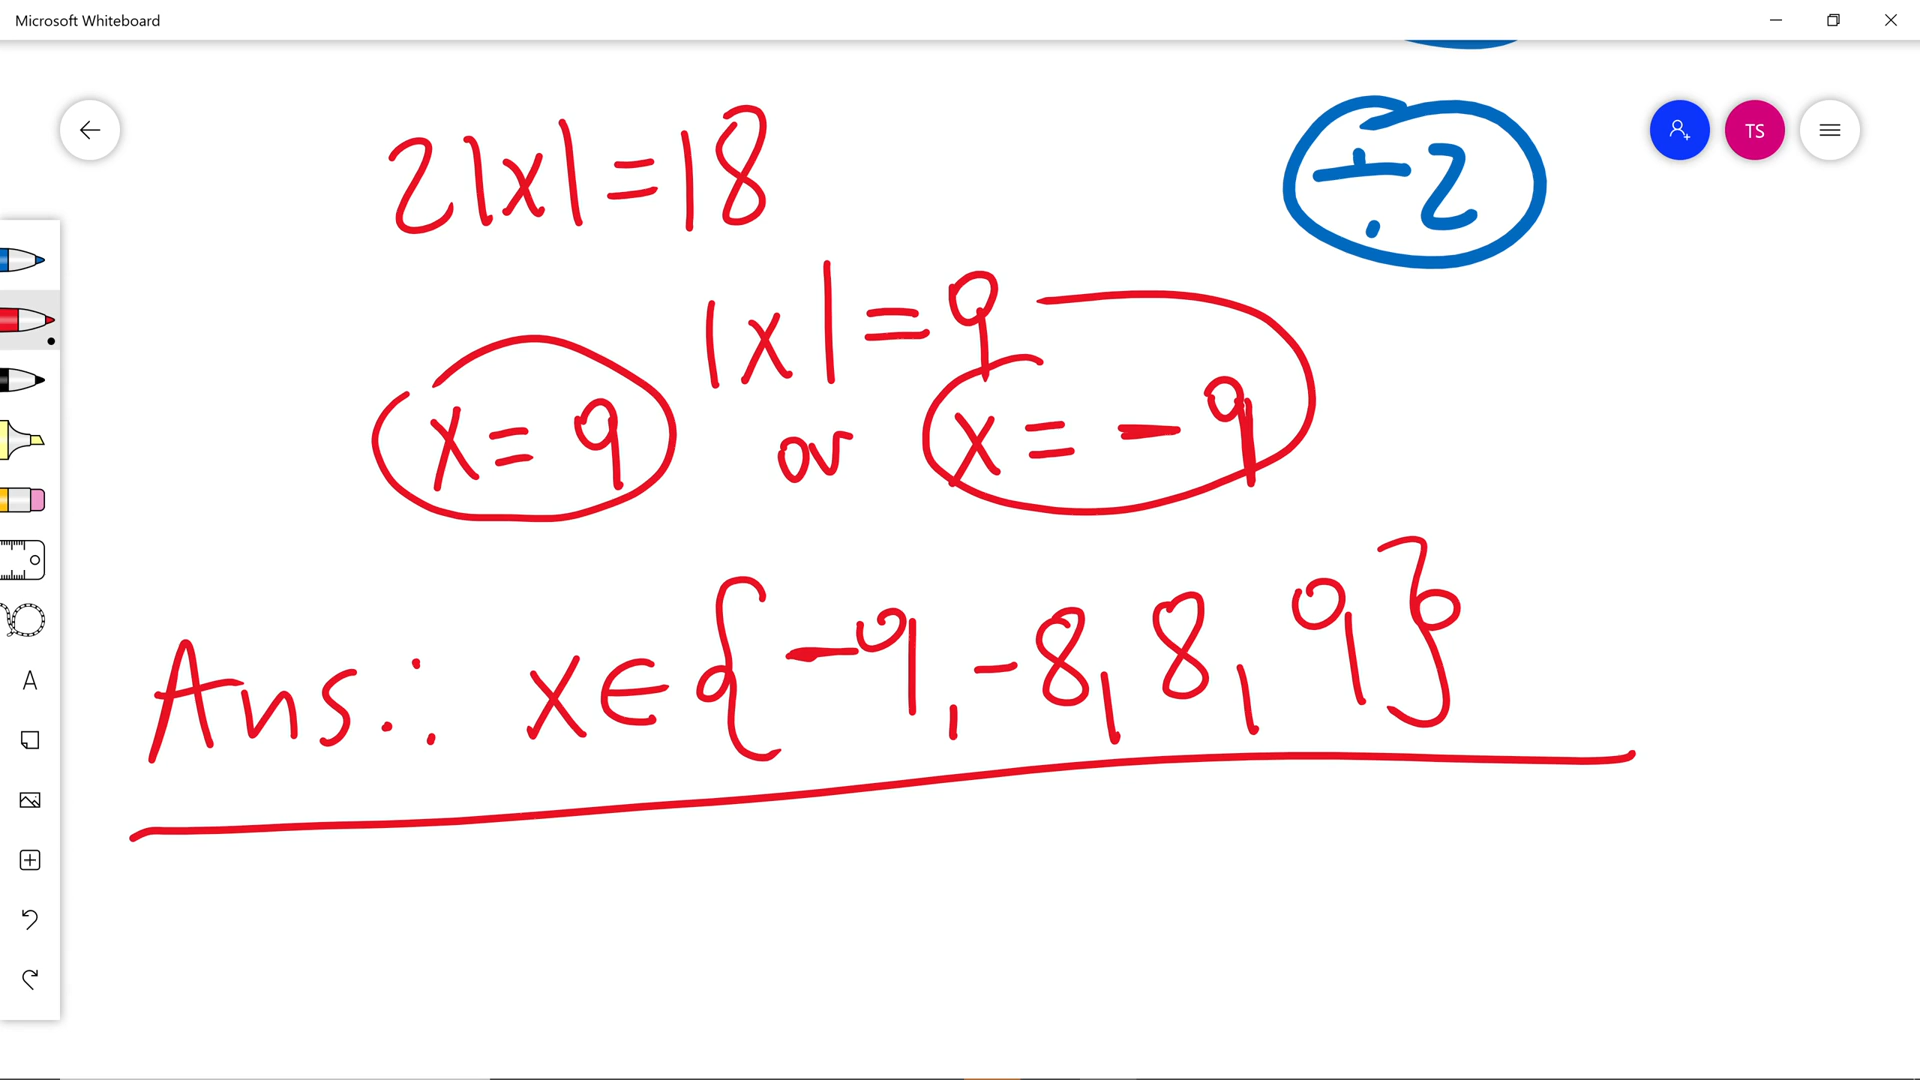 Microsoft Whiteboard
2|x|=18
÷2
TS
|x|=9
x=9 or x=-9
A
Ans.: x∈{-9,-8,8,9}